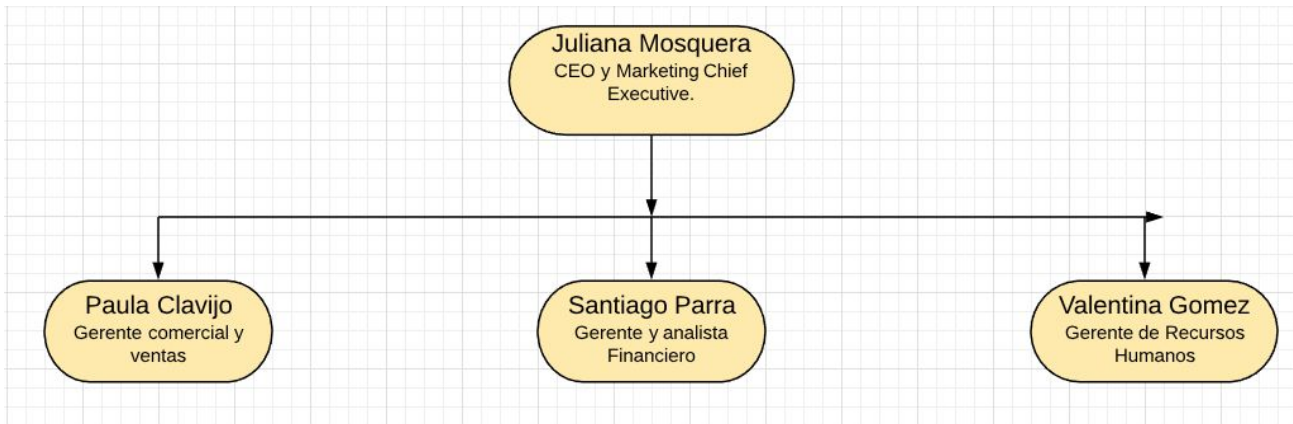 Juliana Mosquera
CEO y Marketing Chief
Executive.
Paula Clavijo
Gerente comercial y
ventas
Santiago Parra
Gerente y analista
Financiero
Valentina Gomez
Gerente de Recursos
Humanos